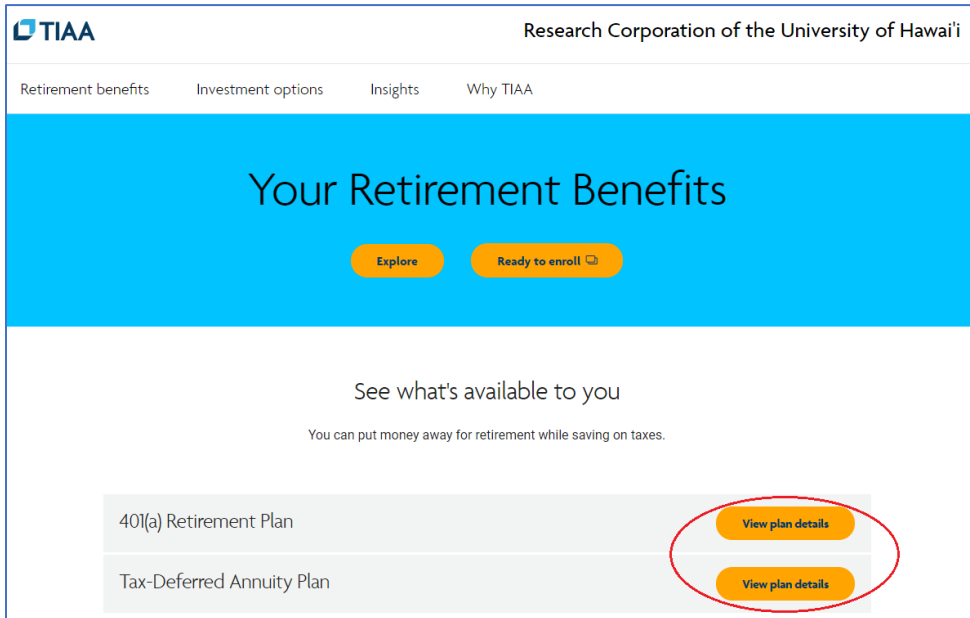 TIAA
Research Corporation of the University of Hawai'i
Retirement benefits Investment options Insights Why TIAA
Your Retirement Benefits
Explore Ready to enroll
See what's available to you
You can put money away for retirement while saving on taxes.
401(a) Retirement Plan View plan details
Tax-Deferred Annuity Plan View plan details